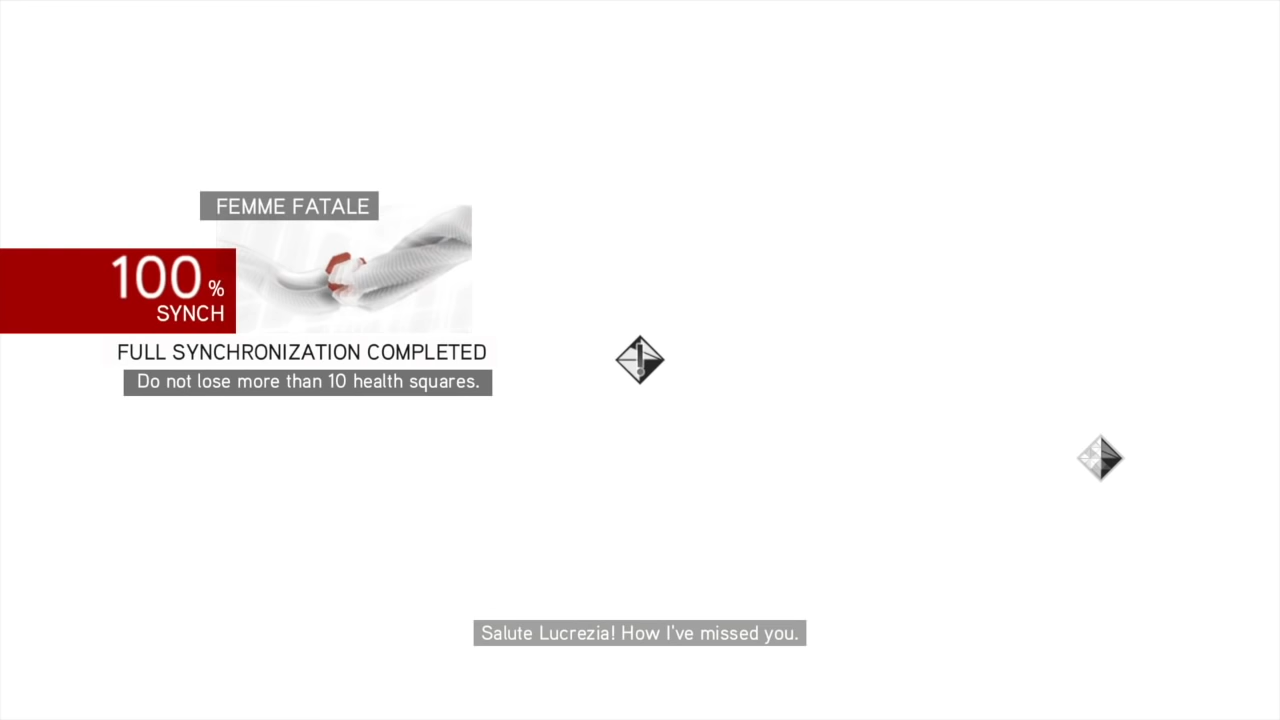 FEMME FATALE
100 %
SYNCH
FULL SYNCHRONIZATION COMPLETED
Do not lose more than 10 health squares.
Salute Lucrezia! How I've missed you.